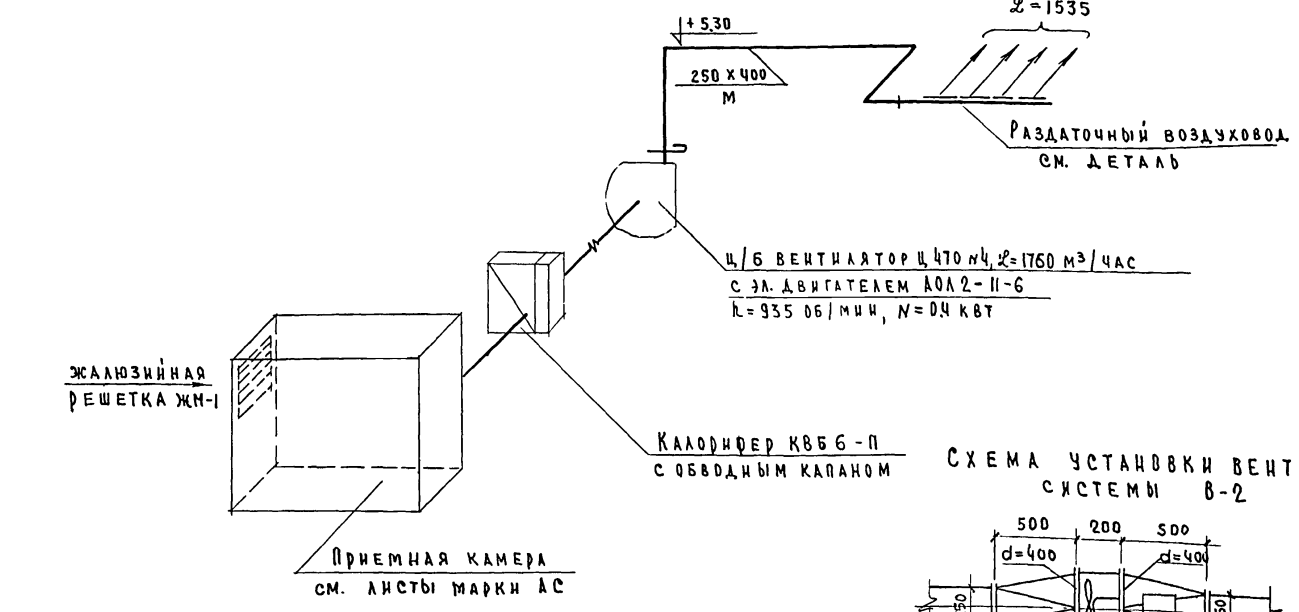 ℒ=1535
+5.30
250 х 400
М
Раздаточный воздуховод
см. деталь
ц/б вентилятор Ц 470 №4, ℒ=1760 м³/час
с эл. двигателем АОЛ 2-11-6
n=935 об/мин, N=0.4 квт
жалюзийная
решетка жм-1
Калорифер КВБ 6-П
с обводным капаном
Схема установки вент
системы В-2
500 200 500
d=400 d=400
Приемная камера
см. листы марки АС
50